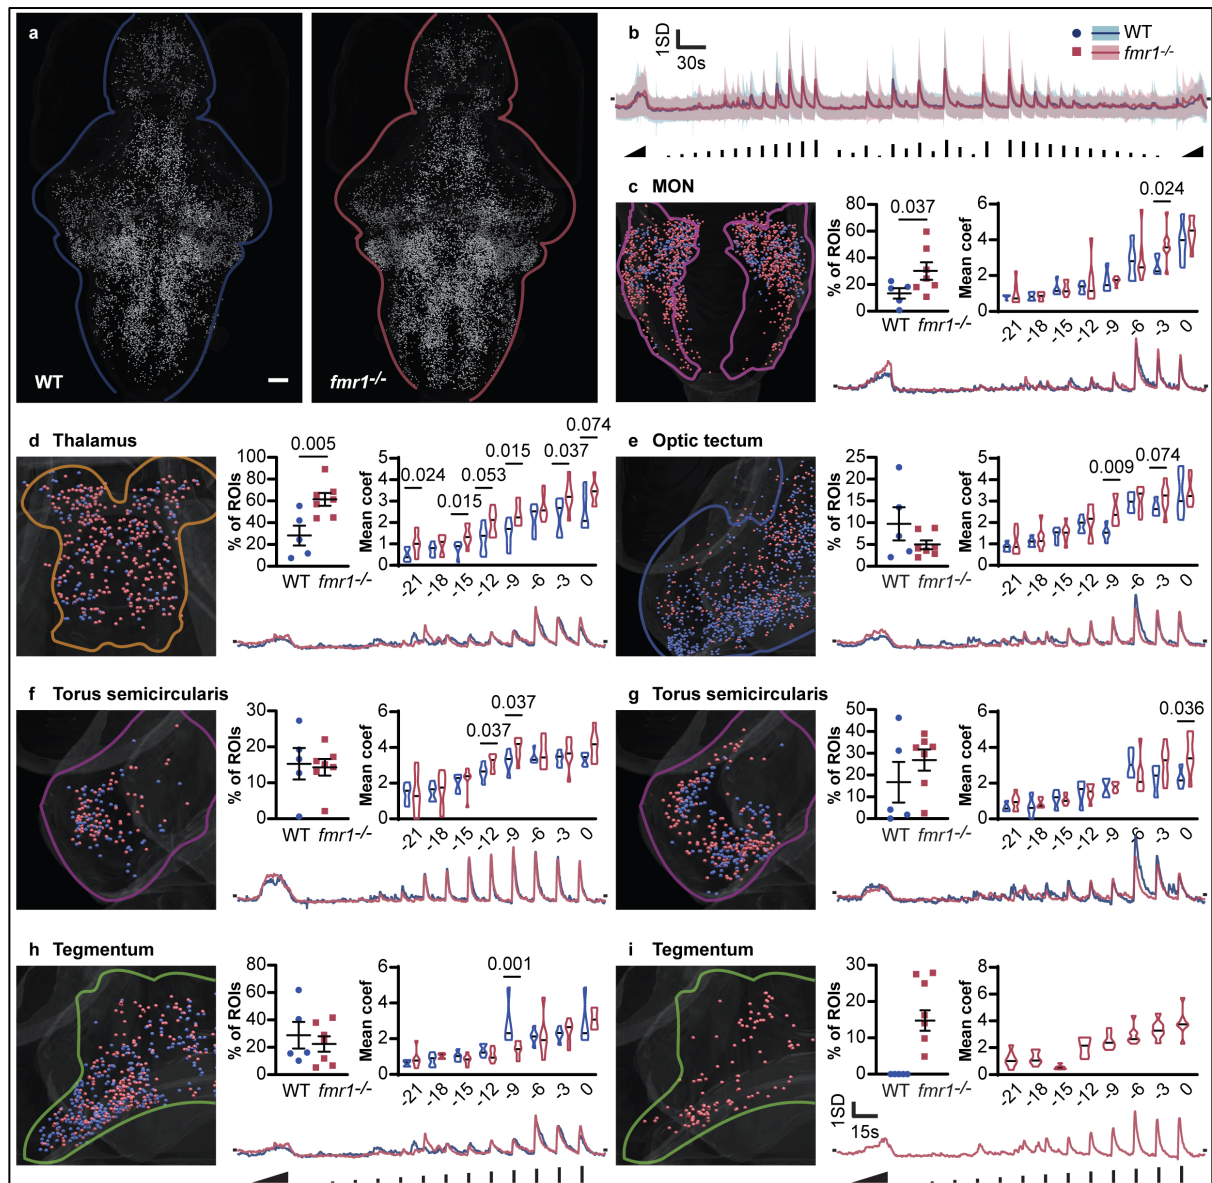 a
WT
fmr1-/-
b
1SD
30s
WT
fmr1-/-
c MON
% of ROIs
80
60
40
20
0
0.037
WT fmr1-/-
Mean coef
6
4
2
0
0.024
-21 -18 -15 -12 -9 -6 -3 0
d Thalamus
% of ROIs
100
80
60
40
20
0
0.005
WT fmr1-/-
Mean coef
5
4
3
2
1
0
0.024
0.015
0.053
0.015
0.037
0.074
-21 -18 -15 -12 -9 -6 -3 0
e Optic tectum
% of ROIs
25
20
15
10
5
0
WT fmr1-/-
Mean coef
5
4
3
2
1
0
0.009
0.074
-21 -18 -15 -12 -9 -6 -3 0
f Torus semicircularis
% of ROIs
30
20
10
0
WT fmr1-/-
Mean coef
6
4
2
0
0.037
0.037
-21 -18 -15 -12 -9 -6 -3 0
g Torus semicircularis
% of ROIs
50
40
30
20
10
0
WT fmr1-/-
Mean coef
6
4
2
0
0.036
-21 -18 -15 -12 -9 -6 -3 0
h Tegmentum
% of ROIs
80
60
40
20
0
WT fmr1-/-
Mean coef
6
4
2
0
0.001
-21 -18 -15 -12 -9 -6 -3 0
i Tegmentum
% of ROIs
30
20
10
0
WT fmr1-/-
Mean coef
8
6
4
2
0
-21 -18 -15 -12 -9 -6 -3 0
1SD
15s